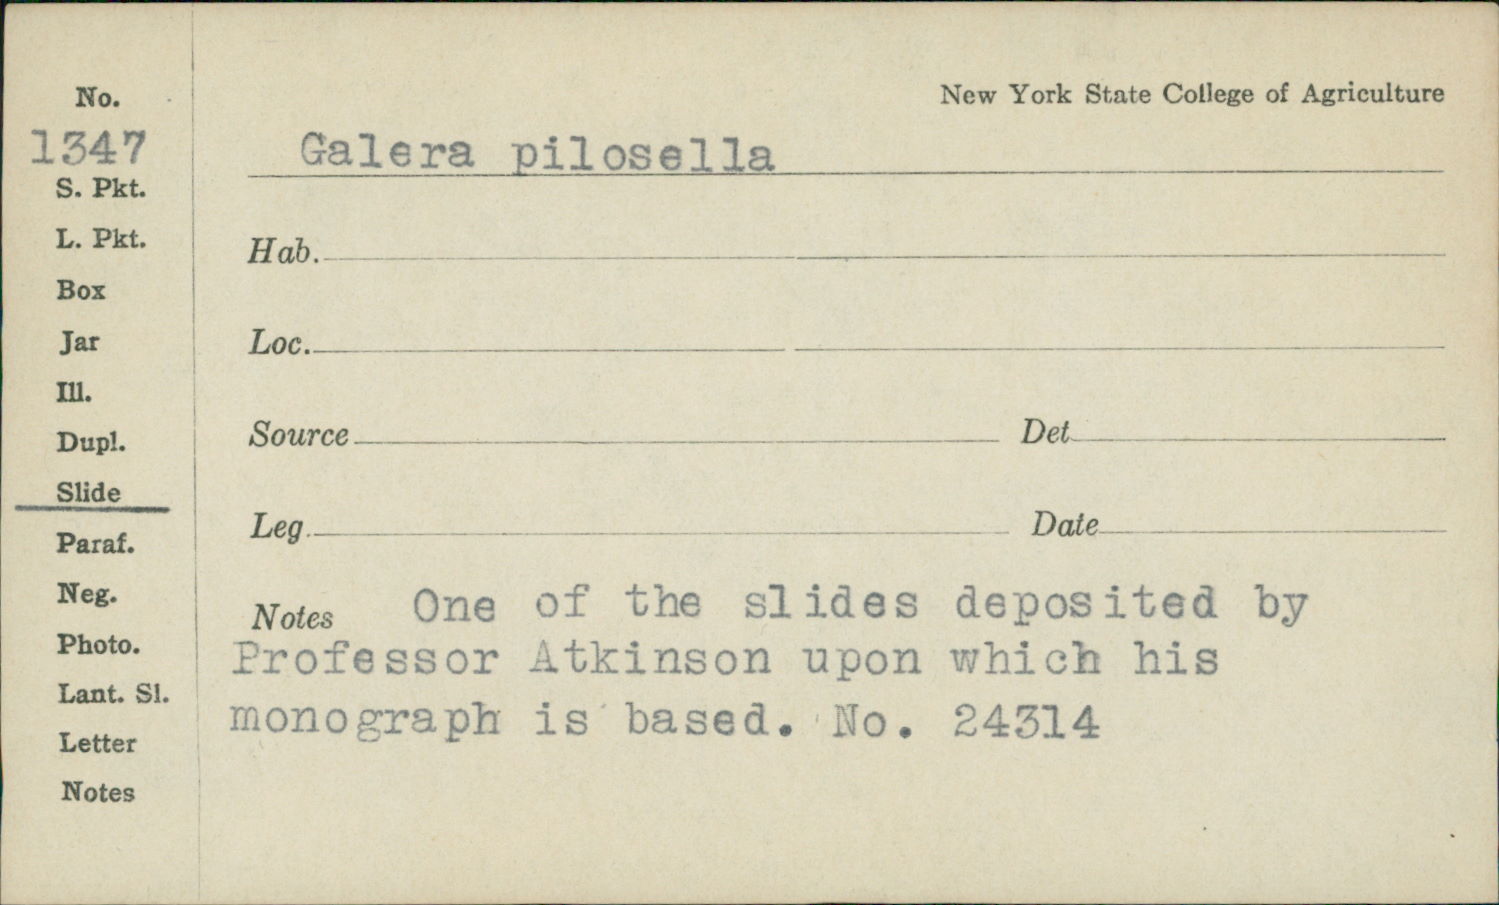 New York State College of Agriculture
No.
1347
S. Pkt.
L. Pkt.
Box
Jar
Ill.
Dupl.
Slide
Paraf.
Neg.
Photo.
Lant. Sl.
Letter
Notes
Galera pilosella
Hab.
Loc.
Source Det.
Leg. Date
Notes One of the slides deposited by
Professor Atkinson upon which his
monograph is based. No. 24314